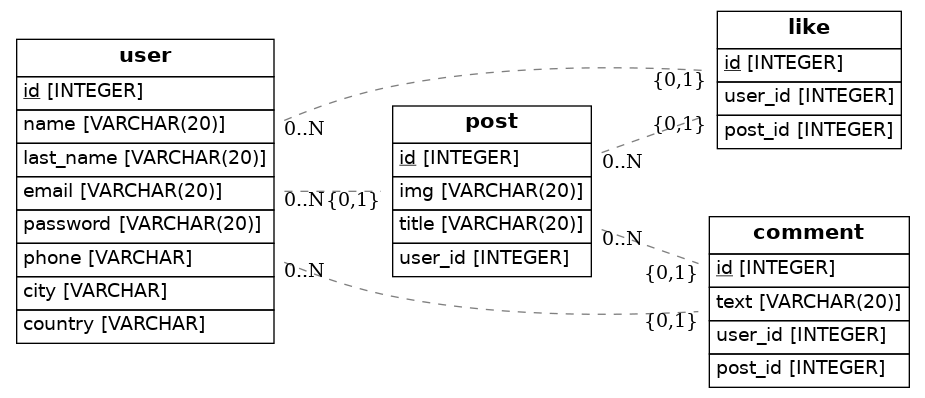 user
id [INTEGER]
name [VARCHAR(20)]
last_name [VARCHAR(20)]
email [VARCHAR(20)]
password [VARCHAR(20)]
phone [VARCHAR]
city [VARCHAR]
country [VARCHAR]
0..N
0..N
{0,1}
0..N
post
id [INTEGER]
img [VARCHAR(20)]
title [VARCHAR(20)]
user_id [INTEGER]
0..N
0..N
{0,1}
{0,1}
{0,1}
{0,1}
like
id [INTEGER]
user_id [INTEGER]
post_id [INTEGER]
comment
id [INTEGER]
text [VARCHAR(20)]
user_id [INTEGER]
post_id [INTEGER]